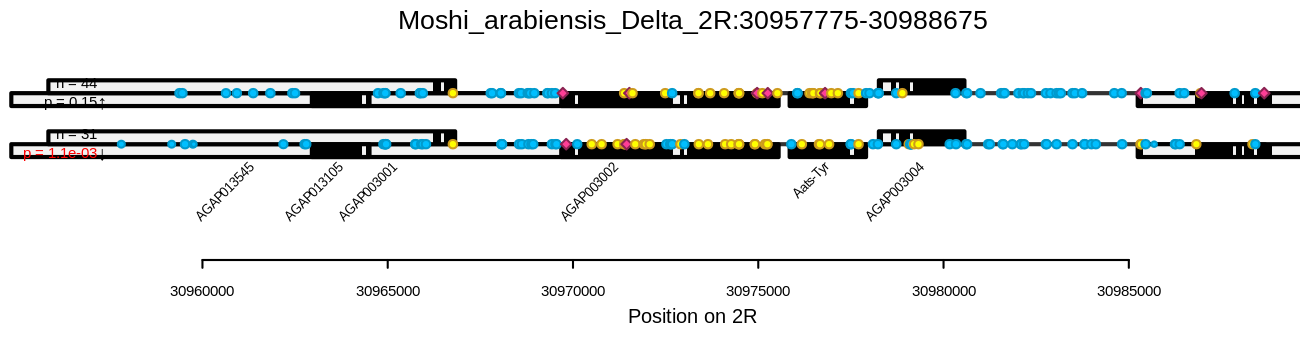 Moshi_arabiensis_Delta_2R:30957775-30988675
n = 44
p = 0.15↑
n = 31
p = 1.1e-03↓
AGAP013545 AGAP013105 AGAP003001 AGAP003002 Aats-Tyr AGAP003004
30960000 30965000 30970000 30975000 30980000 30985000
Position on 2R